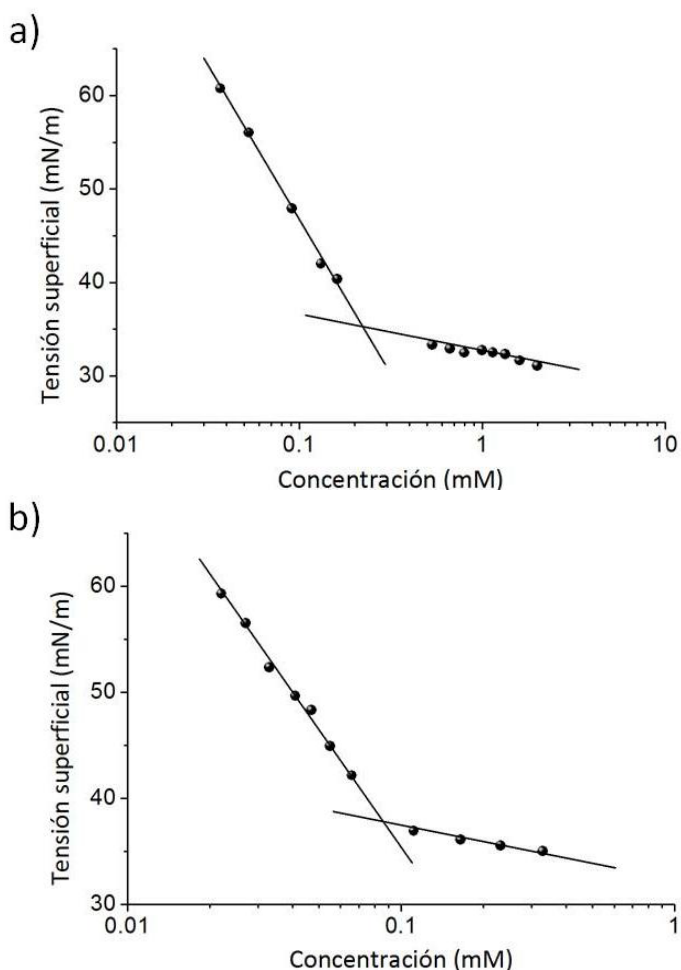 a)
Tensión superficial (mN/m)
60
50
40
30
0.01
0.1
1
10
Concentración (mM)
b)
Tensión superficial (mN/m)
60
50
40
30
0.01
0.1
1
Concentración (mM)